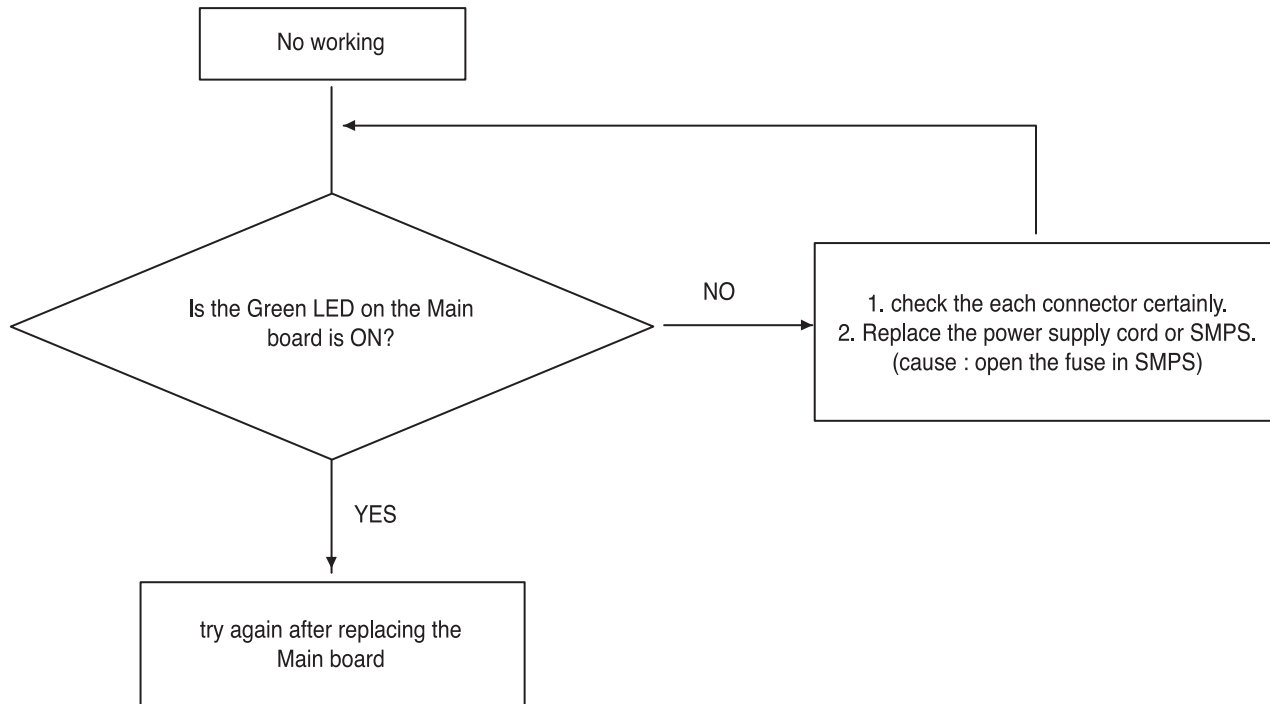 No working
Is the Green LED on the Main
board is ON?
NO
1. check the each connector certainly.
2. Replace the power supply cord or SMPS.
(cause : open the fuse in SMPS)
YES
try again after replacing the
Main board